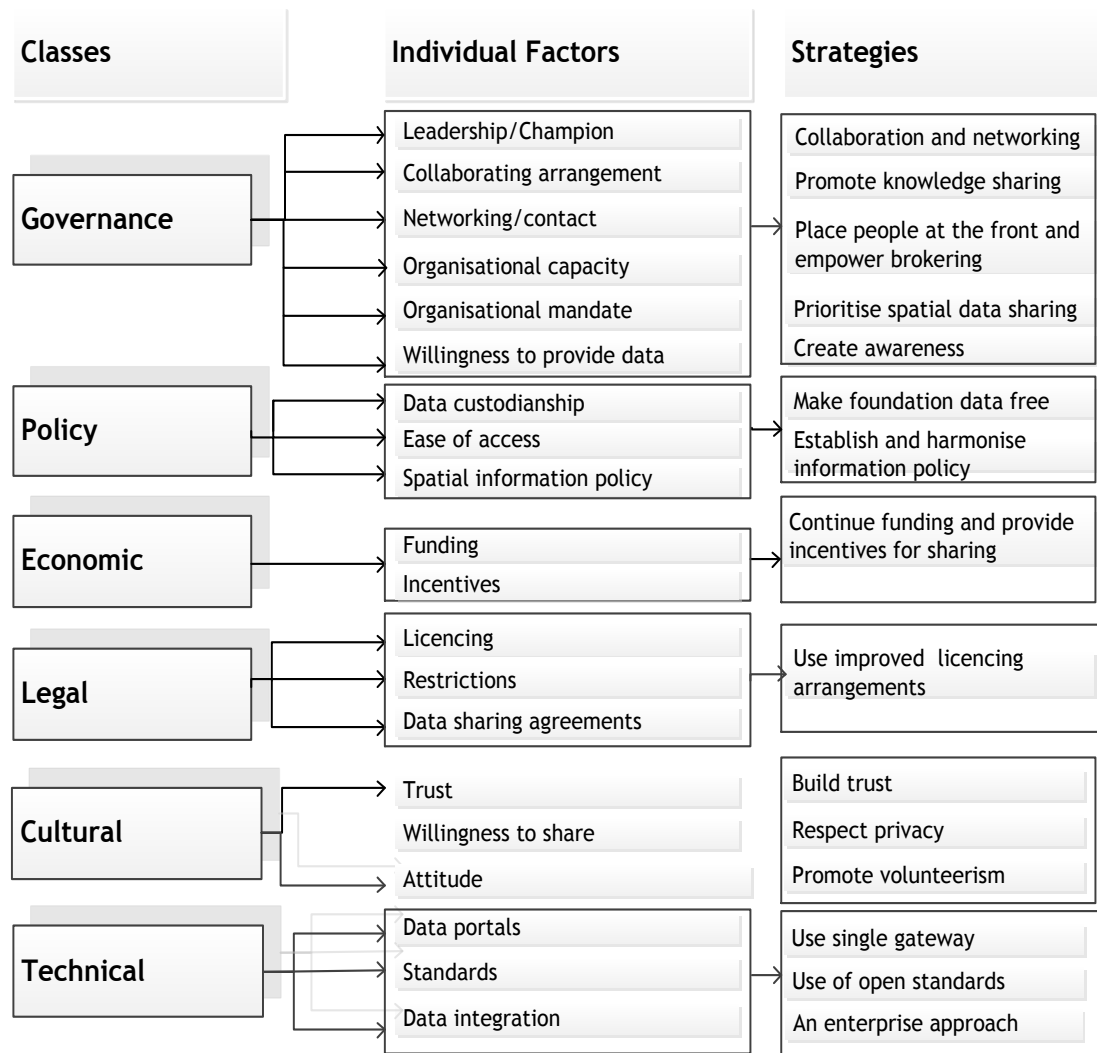 Classes
Individual Factors
Strategies
Governance
Leadership/Champion
Collaborating arrangement
Networking/contact
Organisational capacity
Organisational mandate
Willingness to provide data
Collaboration and networking
Promote knowledge sharing
Place people at the front and
empower brokering
Prioritise spatial data sharing
Create awareness
Policy
Data custodianship
Ease of access
Spatial information policy
Make foundation data free
Establish and harmonise
information policy
Economic
Funding
Incentives
Continue funding and provide
incentives for sharing
Legal
Licencing
Restrictions
Data sharing agreements
Use improved licencing
arrangements
Cultural
Trust
Willingness to share
Attitude
Build trust
Respect privacy
Promote volunteerism
Technical
Data portals
Standards
Data integration
Use single gateway
Use of open standards
An enterprise approach